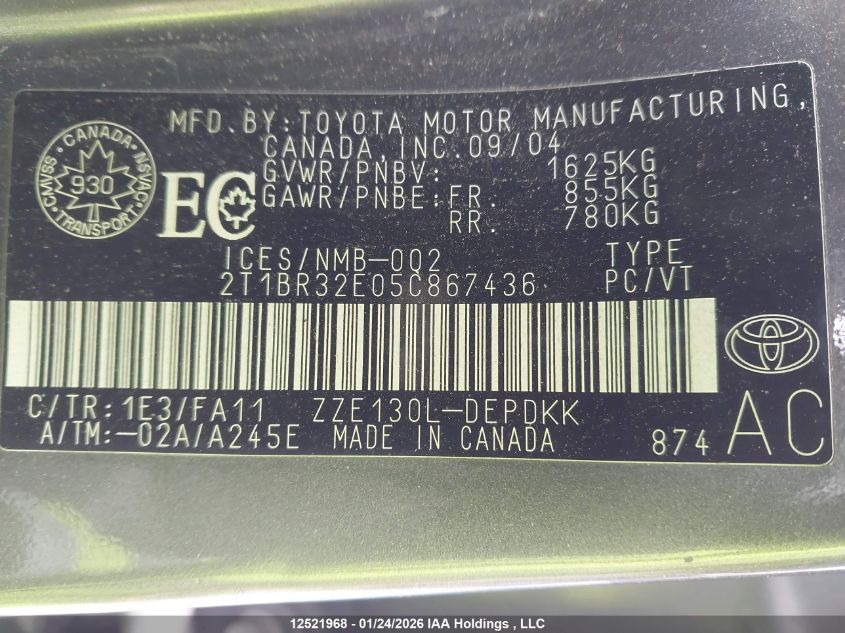 MFD.BY:TOYOTA MOTOR MANUFACTURING,
CANADA,INC.09/04
GVWR/PNBV: 1625KG
GAWR/PNBE:FR. 855KG
RR. 780KG
CANADA
CMVSS 930 NSVAC
TRANSPORT
EC
ICES/NMB-002 TYPE
2T1BR32E05C867436 PC/VT
C/TR:1E3/FA11 ZZE130L-DEPDKK
A/TM:-02A/A245E MADE IN CANADA 874 AC
12521968 - 01/24/2026 IAA Holdings , LLC